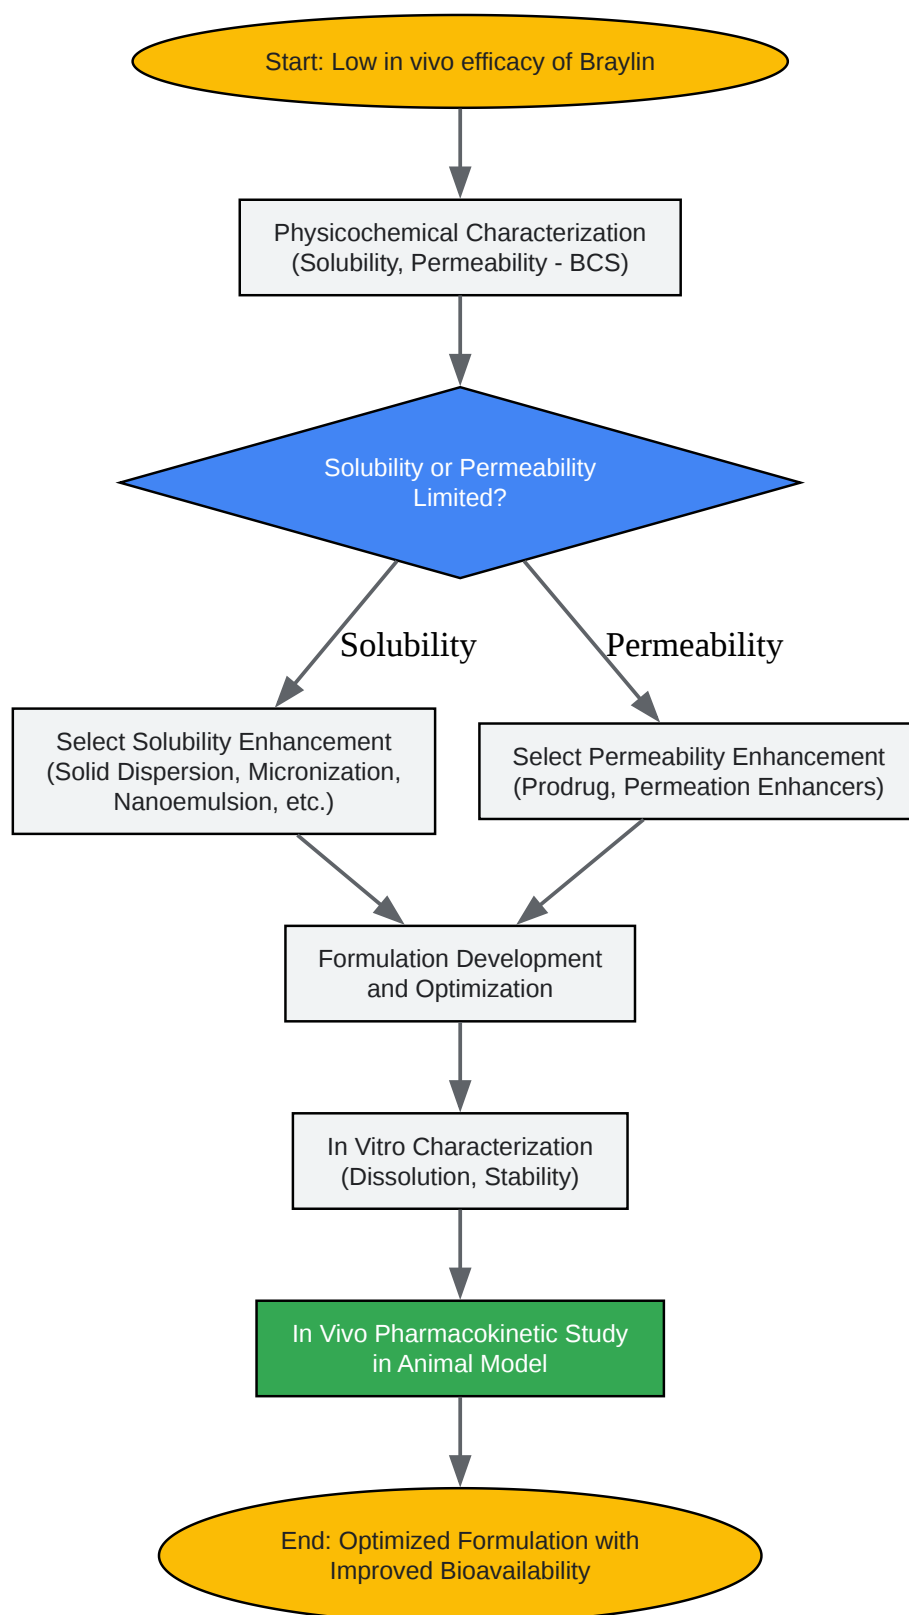 Start: Low in vivo efficacy of Braylin
Physicochemical Characterization
(Solubility, Permeability - BCS)
Solubility or Permeability
Limited?
Solubility
Permeability
Select Solubility Enhancement
(Solid Dispersion, Micronization,
Nanoemulsion, etc.)
Select Permeability Enhancement
(Prodrug, Permeation Enhancers)
Formulation Development
and Optimization
In Vitro Characterization
(Dissolution, Stability)
In Vivo Pharmacokinetic Study
in Animal Model
End: Optimized Formulation with
Improved Bioavailability